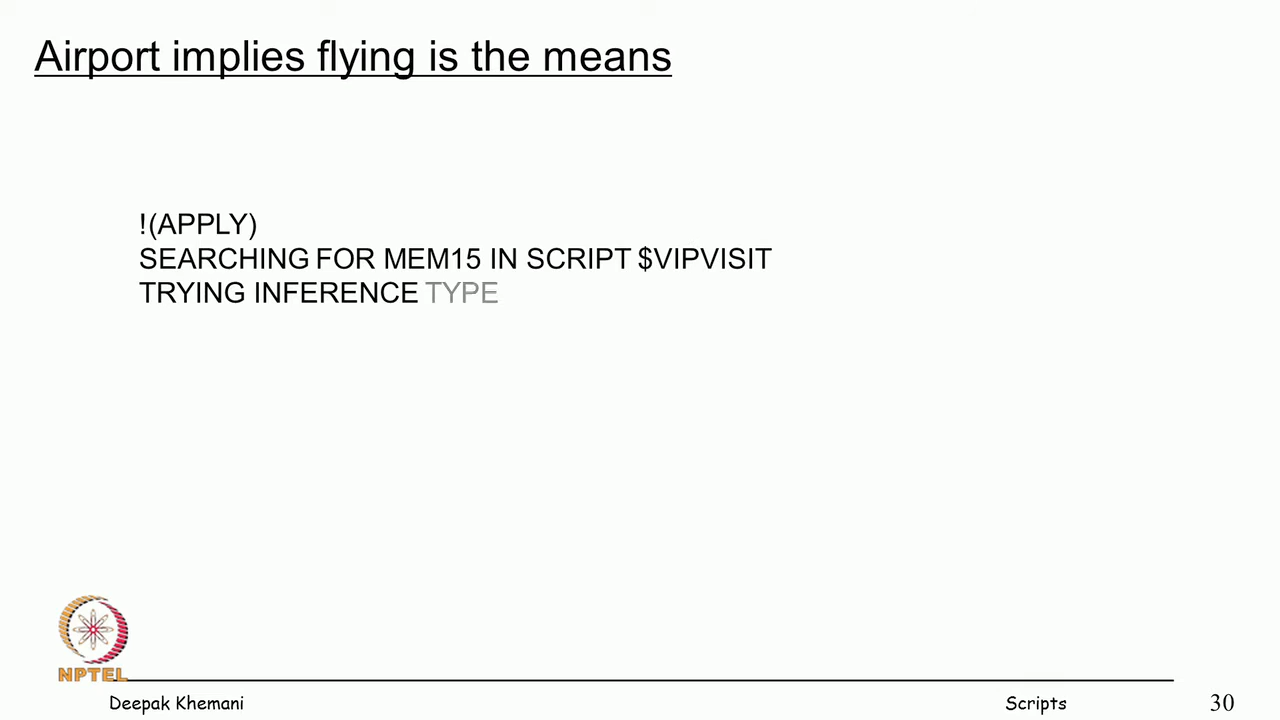 Airport implies flying is the means
!(APPLY)
SEARCHING FOR MEM15 IN SCRIPT $VIPVISIT
TRYING INFERENCE TYPE
NPTEL
Deepak Khemani
Scripts
30